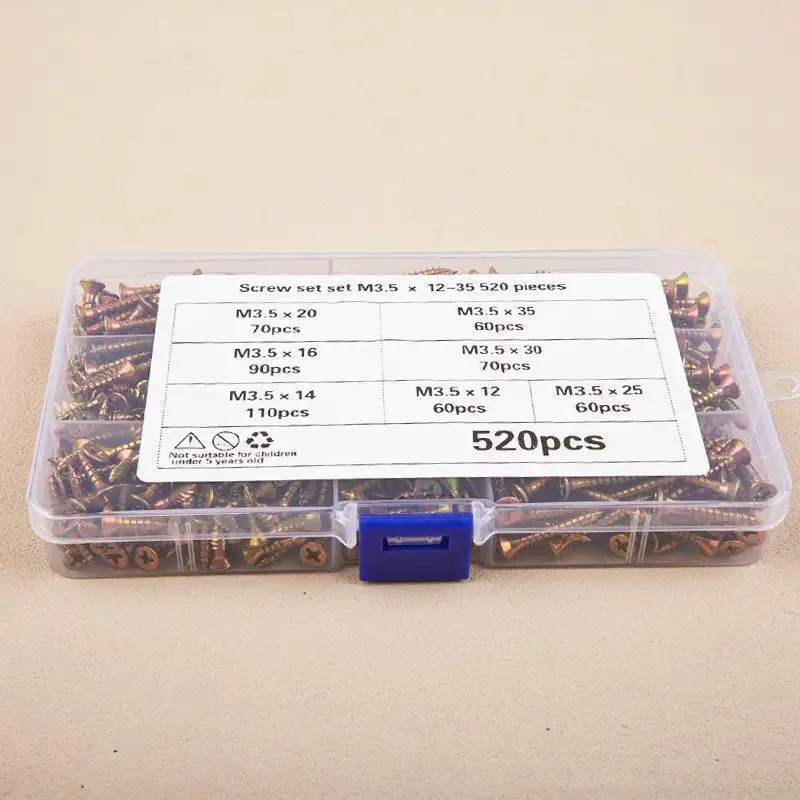 Screw set set M3.5 × 12-35 520 pieces
M3.5 × 20
70pcs
M3.5 × 35
60pcs
M3.5 × 16
90pcs
M3.5 × 30
70pcs
M3.5 × 14
110pcs
M3.5 × 12
60pcs
M3.5 × 25
60pcs
Not suitable for children
under 5 years old
520pcs